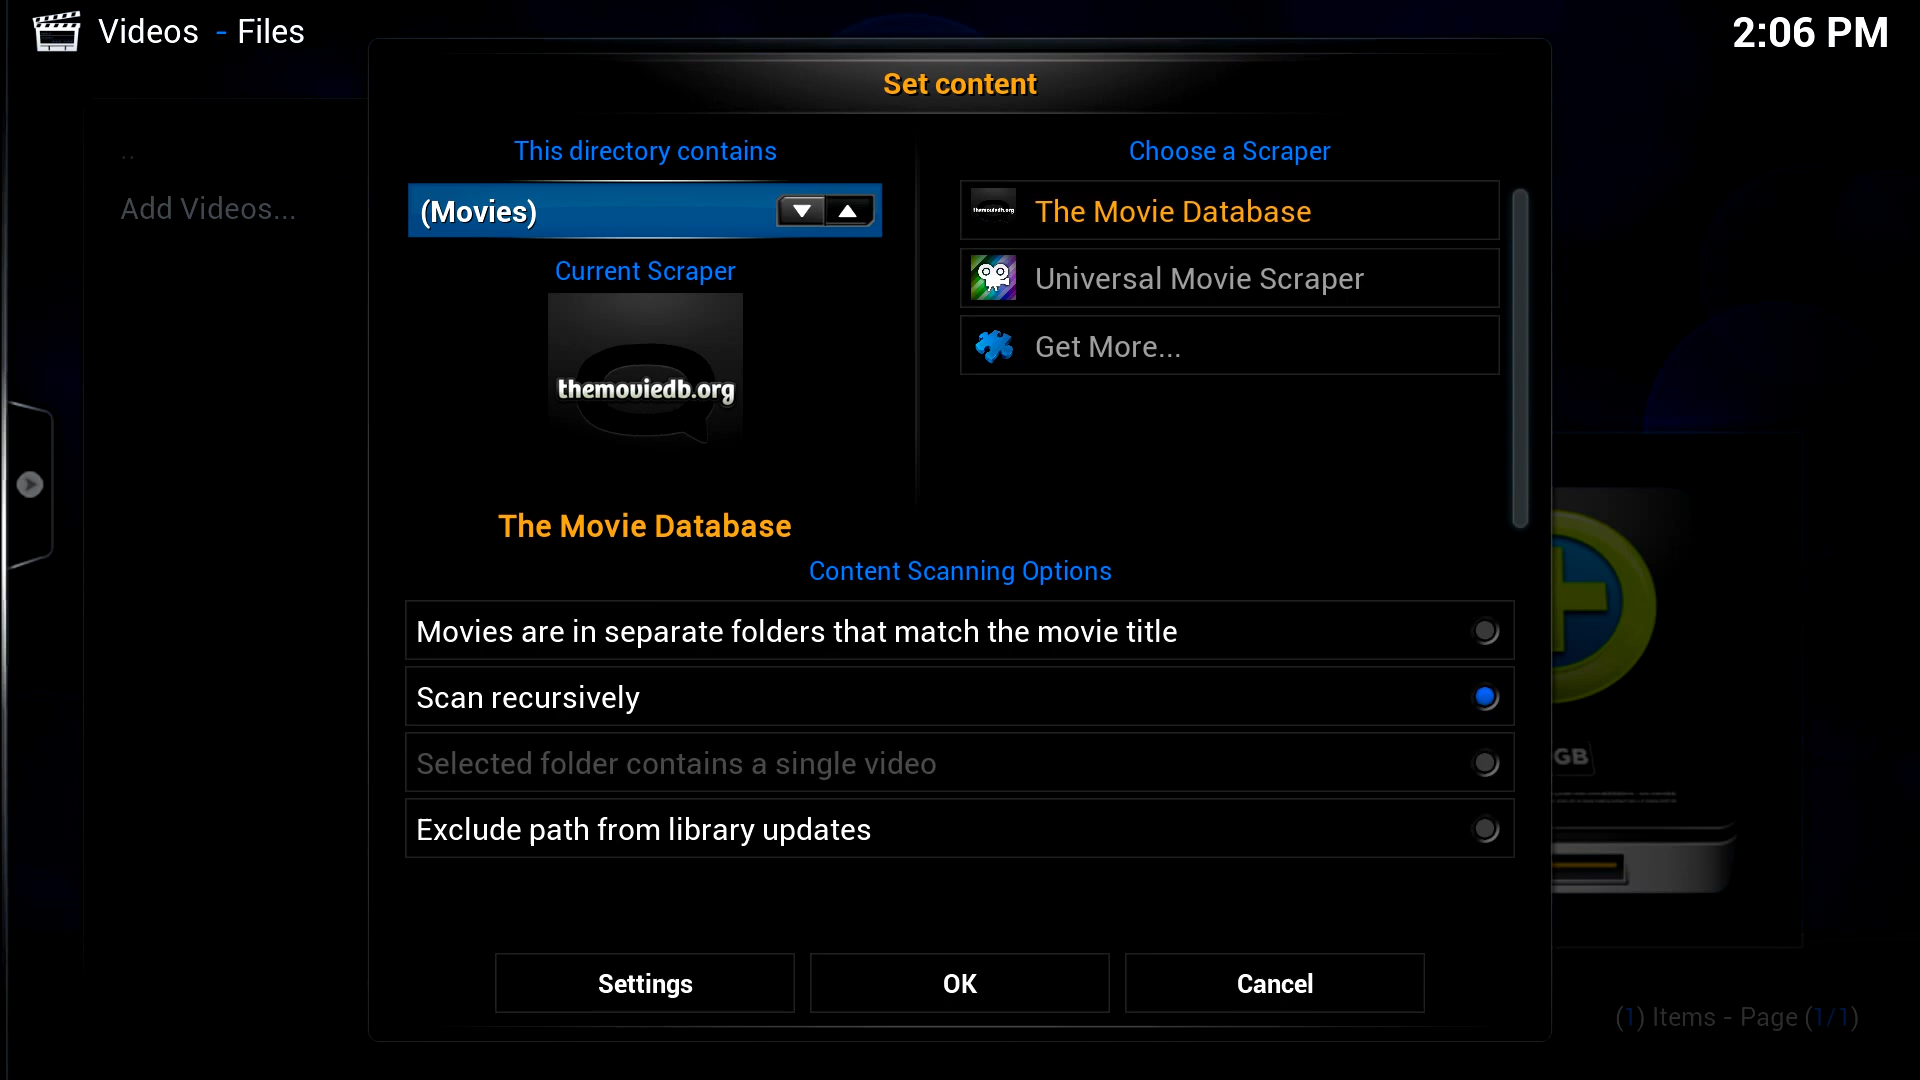 Videos - Files
2:06 PM
..
Add Videos...
Set content
This directory contains
(Movies)
Current Scraper
themoviedb.org
The Movie Database
Choose a Scraper
themoviedb.org
The Movie Database
Universal Movie Scraper
Get More...
Content Scanning Options
Movies are in separate folders that match the movie title
Scan recursively
Selected folder contains a single video
Exclude path from library updates
Settings
OK
Cancel
GB
(1) Items - Page (1/1)